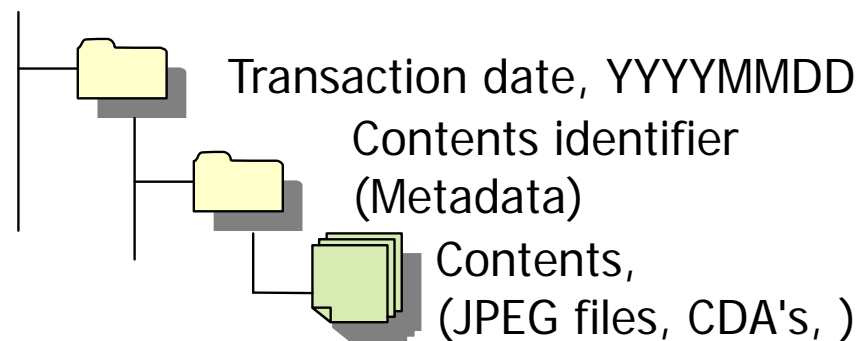 Transaction date, YYYYMMDD
Contents identifier
(Metadata)
Contents,
(JPEG files, CDA's, )